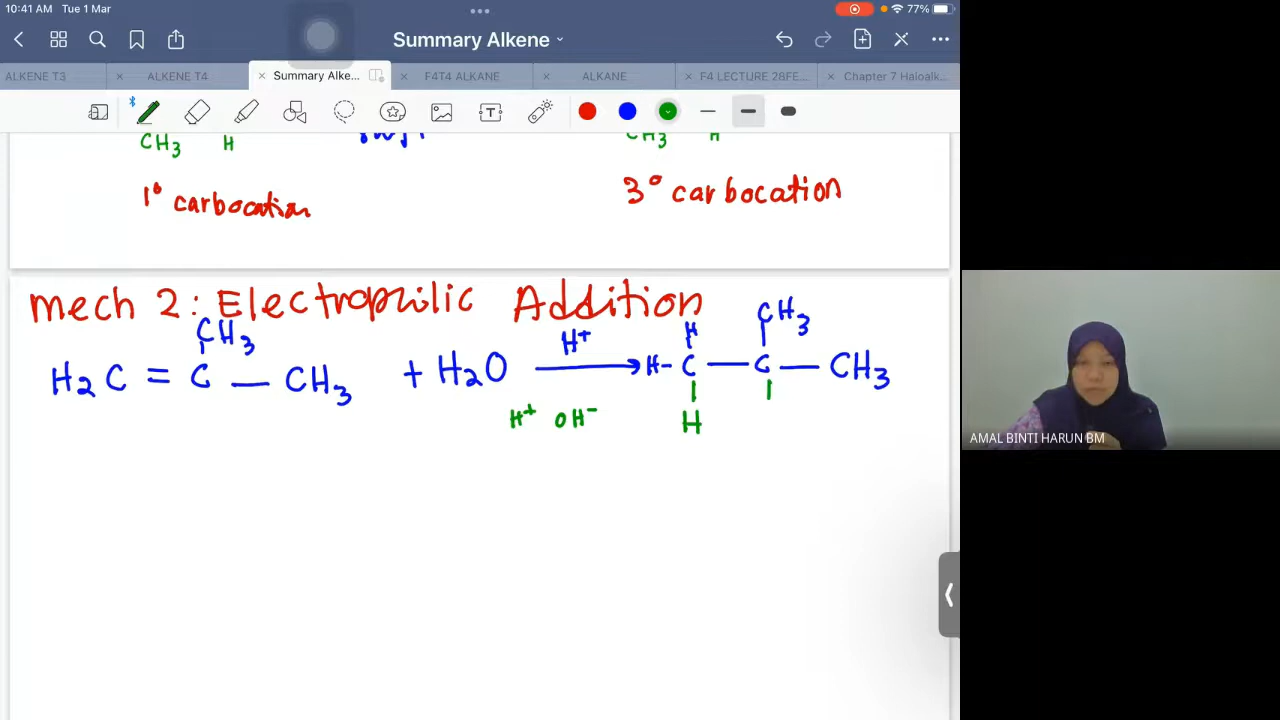 10:41 AM Tue 1 Mar
77%
Summary Alkene
ALKENE T3
ALKENE T4
Summary Alke...
F4T4 ALKANE
ALKANE
F4 LECTURE 28FE...
Chapter 7 Haloalk...
T
CH3 H
CH3 H
1° carbocation
3° carbocation
mech 2: Electrophilic Addition
CH3
H2C = C — CH3 + H2O
H+
H+ OH-
H CH3
H- C — C — CH3
H
AMAL BINTI HARUN BM